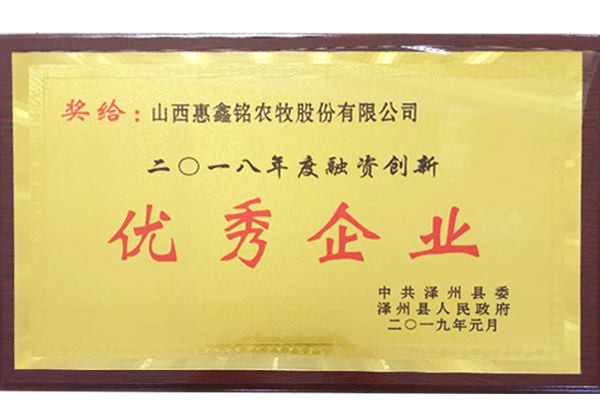 奖给：山西惠鑫铭农牧股份有限公司
二〇一八年度融资创新
优秀企业
中共泽州县委
泽州县人民政府
二〇一九年元月